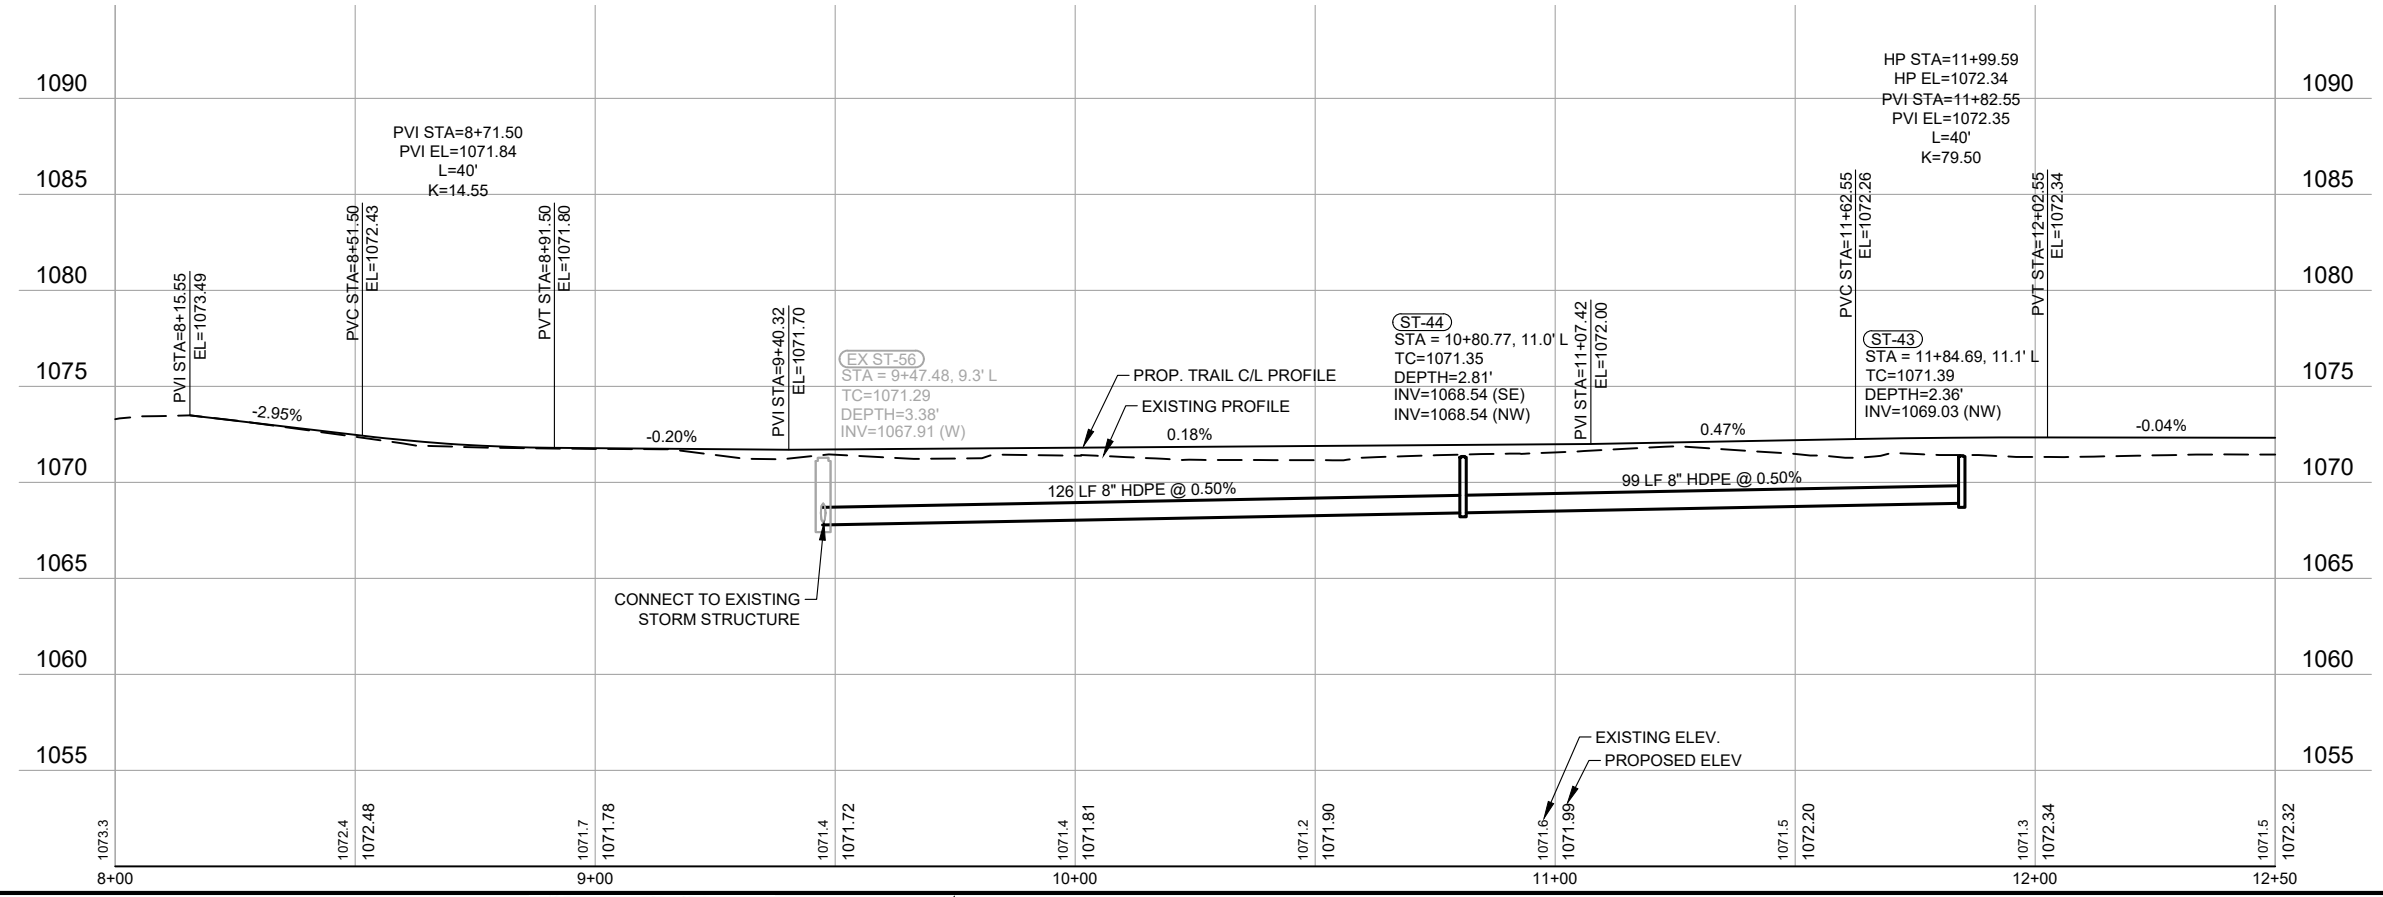 HP STA=11+99.59
HP EL=1072.34
PVI STA=11+82.55
PVI EL=1072.35
L=40'
K=79.50
1090
1090
PVI STA=8+71.50
PVI EL=1071.84
L=40'
K=14.55
1085
1085
1080
1080
1075
1075
1070
1070
1065
1065
1060
1060
1055
1055
PVI STA=8+15.55
EL=1073.49
PVC STA=8+51.50
EL=1072.43
PVT STA=8+91.50
EL=1071.80
PVI STA=9+40.32
EL=1071.70
EX ST-56
STA = 9+47.48, 9.3' L
TC=1071.29
DEPTH=3.38'
INV=1067.91 (W)
PROP. TRAIL C/L PROFILE
EXISTING PROFILE
ST-44
STA = 10+80.77, 11.0' L
TC=1071.35
DEPTH=2.81'
INV=1068.54 (SE)
INV=1068.54 (NW)
PVI STA=11+07.42
EL=1072.00
PVC STA=11+62.55
EL=1072.26
ST-43
STA = 11+84.69, 11.1' L
TC=1071.39
DEPTH=2.36'
INV=1069.03 (NW)
PVT STA=12+02.55
EL=1072.34
-2.95%
-0.20%
0.18%
0.47%
-0.04%
126 LF 8" HDPE @ 0.50%
99 LF 8" HDPE @ 0.50%
CONNECT TO EXISTING
STORM STRUCTURE
EXISTING ELEV.
PROPOSED ELEV
1073.3
1072.4
1072.48
1071.7
1071.78
1071.4
1071.72
1071.4
1071.81
1071.2
1071.90
1071.6
1071.99
1071.5
1072.20
1071.3
1072.34
1071.5
1072.32
8+00
9+00
10+00
11+00
12+00
12+50